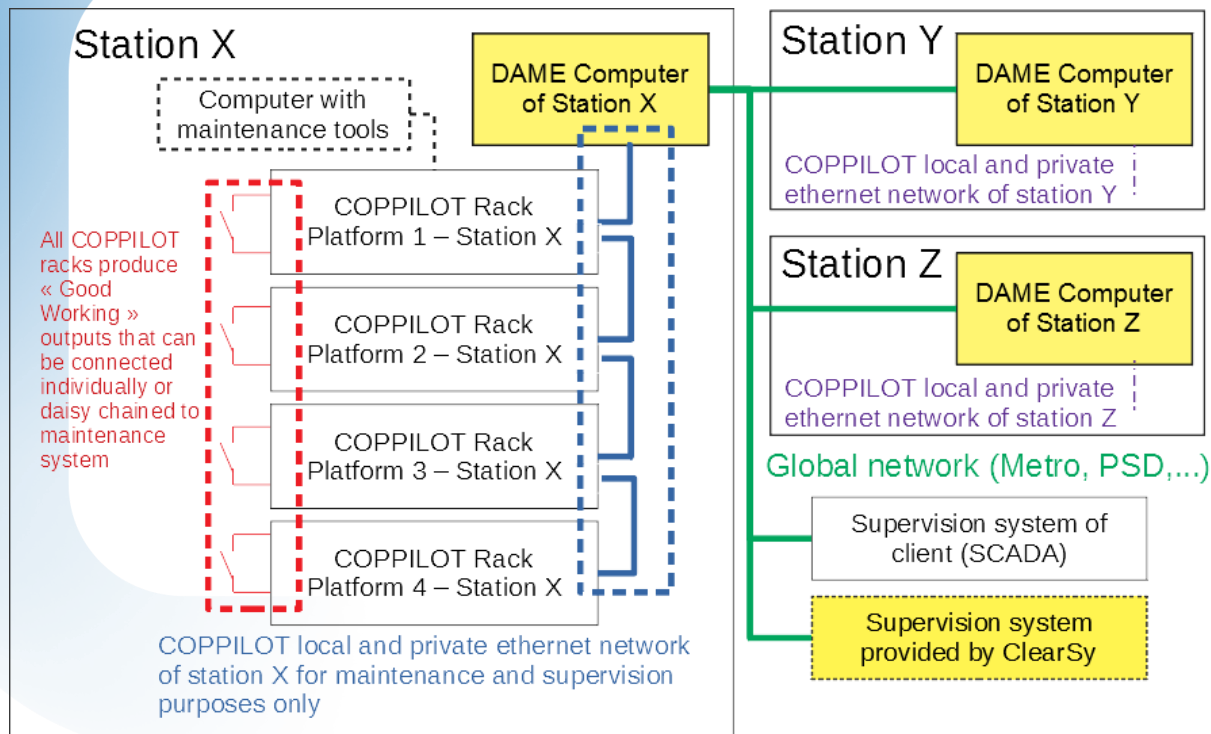 Station X
DAME Computer
of Station X
Computer with
maintenance tools
COPPILOT Rack
Platform 1 – Station X
COPPILOT Rack
Platform 2 – Station X
COPPILOT Rack
Platform 3 – Station X
COPPILOT Rack
Platform 4 – Station X
All COPPILOT
racks produce
« Good
Working »
outputs that can
be connected
individually or
daisy chained to
maintenance
system
COPPILOT local and private ethernet network
of station X for maintenance and supervision
purposes only
Station Y
DAME Computer
of Station Y
COPPILOT local and private
ethernet network of station Y
Station Z
DAME Computer
of Station Z
COPPILOT local and private
ethernet network of station Z
Global network (Metro, PSD,...)
Supervision system of
client (SCADA)
Supervision system
provided by ClearSy